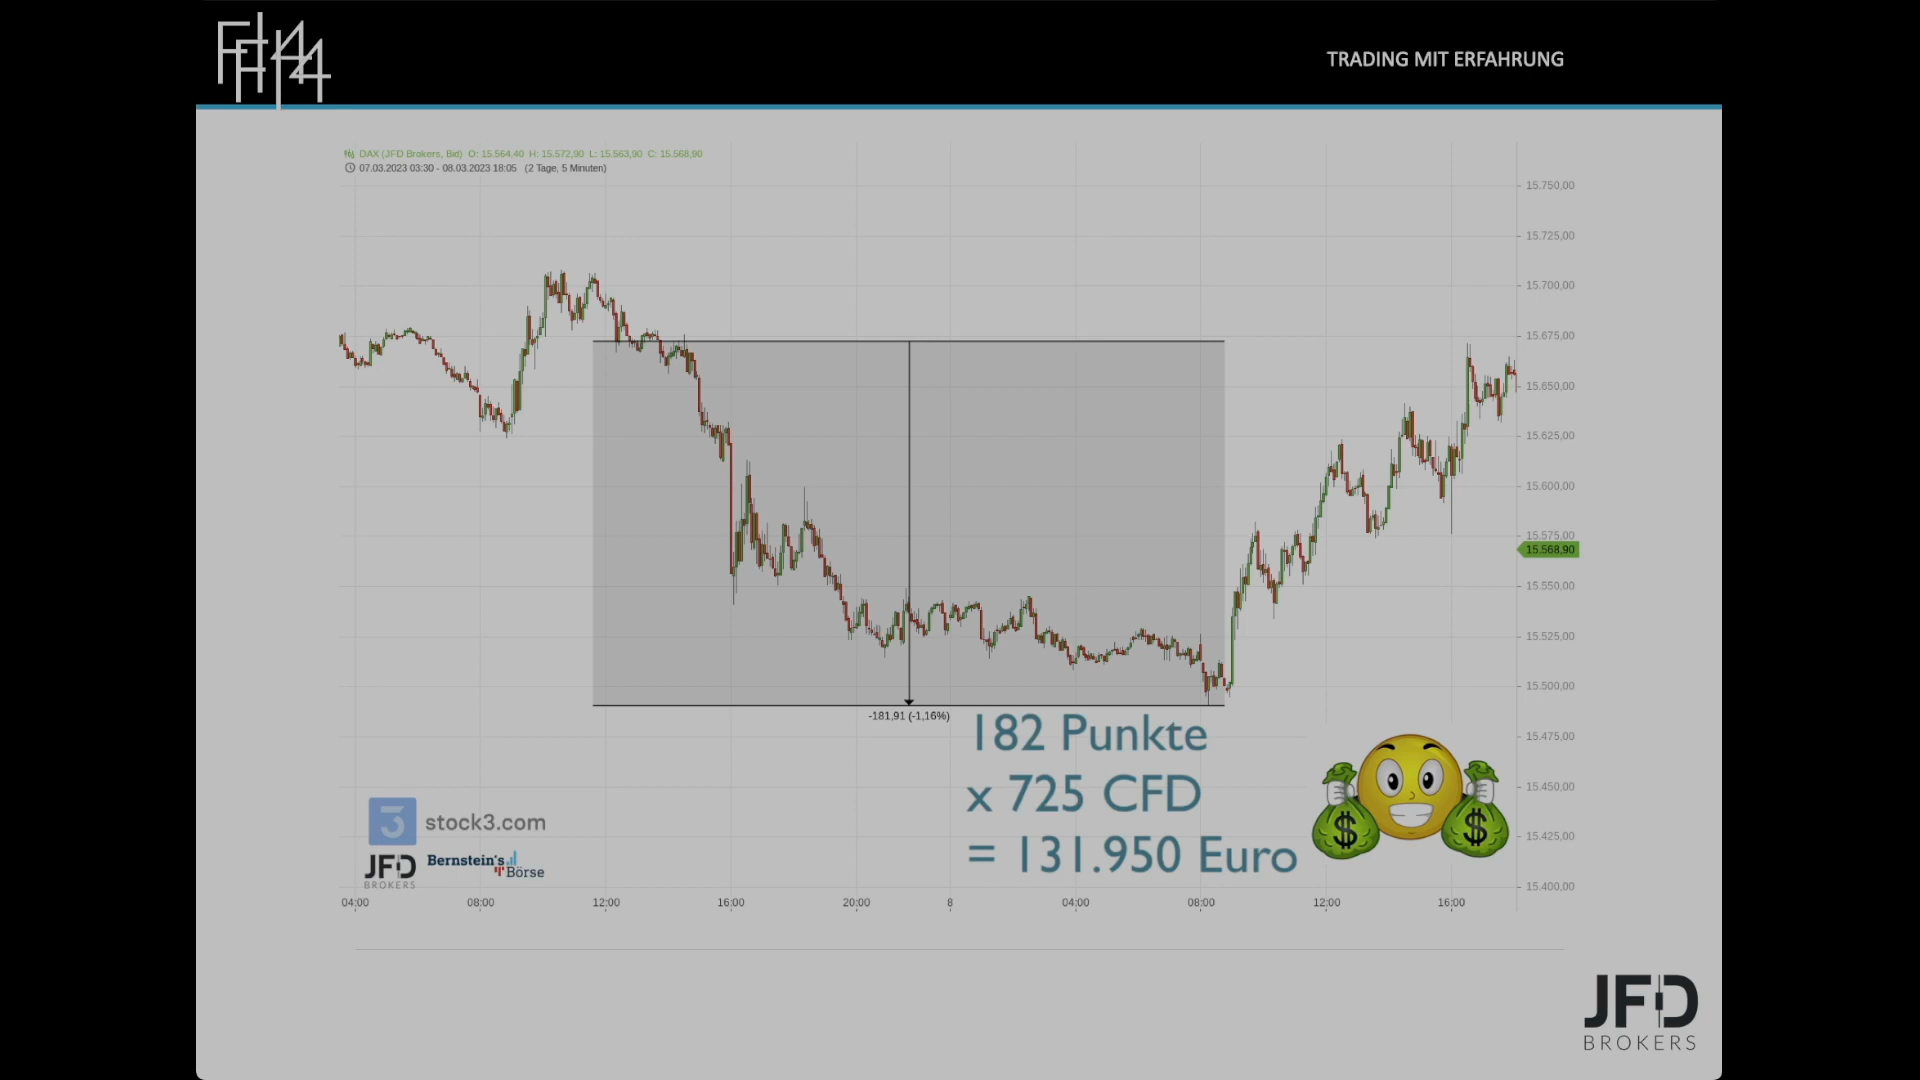 FFH44
TRADING MIT ERFAHRUNG
DAX (JFD Brokers, Bid) O: 15.564,40 H: 15.572,90 L: 15.563,90 C: 15.568,90
07.03.2023 03:30 - 08.03.2023 18:05 (2 Tage, 5 Minuten)
15.750,00
15.725,00
15.700,00
15.675,00
15.650,00
15.625,00
15.600,00
15.575,00
15.568,90
15.550,00
15.525,00
15.500,00
15.475,00
15.450,00
15.425,00
15.400,00
-181,91 (-1,16%)
182 Punkte
x 725 CFD
= 131.950 Euro
$ $
3 stock3.com
JFD BROKERS
Bernstein's Börse
04:00 08:00 12:00 16:00 20:00 8 04:00 08:00 12:00 16:00
JFD
BROKERS